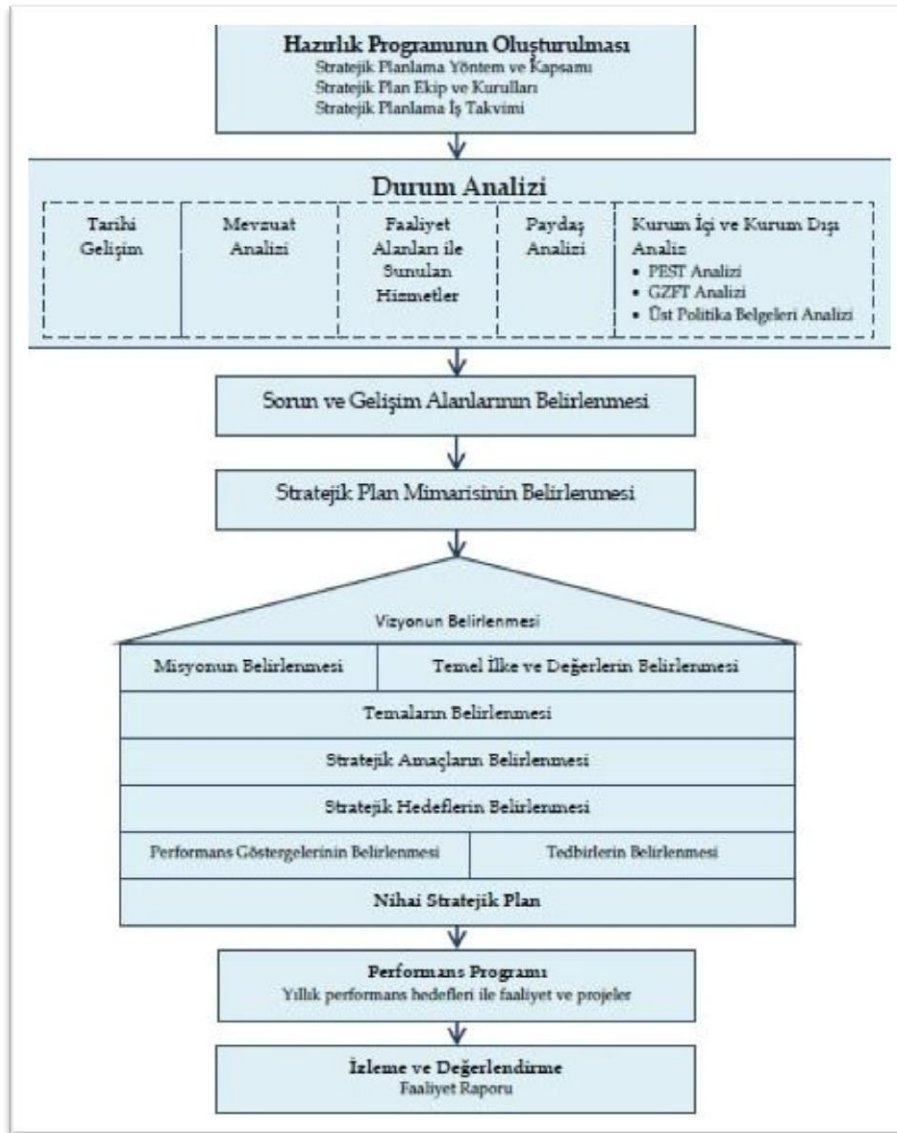 Hazırlık Programının Oluşturulması
Stratejik Planlama Yöntem ve Kapsamı
Stratejik Plan Ekip ve Kurulları
Stratejik Planlama İş Takvimi
Durum Analizi
Tarihi
Gelişim
Mevzuat
Analizi
Faaliyet
Alanları ile
Sunulan
Hizmetler
Paydaş
Analizi
Kurum İçi ve Kurum Dışı
Analiz
• PEST Analizi
• GZFT Analizi
• Üst Politika Belgeleri Analizi
Sorun ve Gelişim Alanlarının Belirlenmesi
Stratejik Plan Mimarisinin Belirlenmesi
Vizyonun Belirlenmesi
Misyonun Belirlenmesi
Temel İlke ve Değerlerin Belirlenmesi
Temaların Belirlenmesi
Stratejik Amaçların Belirlenmesi
Stratejik Hedeflerin Belirlenmesi
Performans Göstergelerinin Belirlenmesi
Tedbirlerin Belirlenmesi
Nihai Stratejik Plan
Performans Programı
Yıllık performans hedefleri ile faaliyet ve projeler
İzleme ve Değerlendirme
Faaliyet Raporu